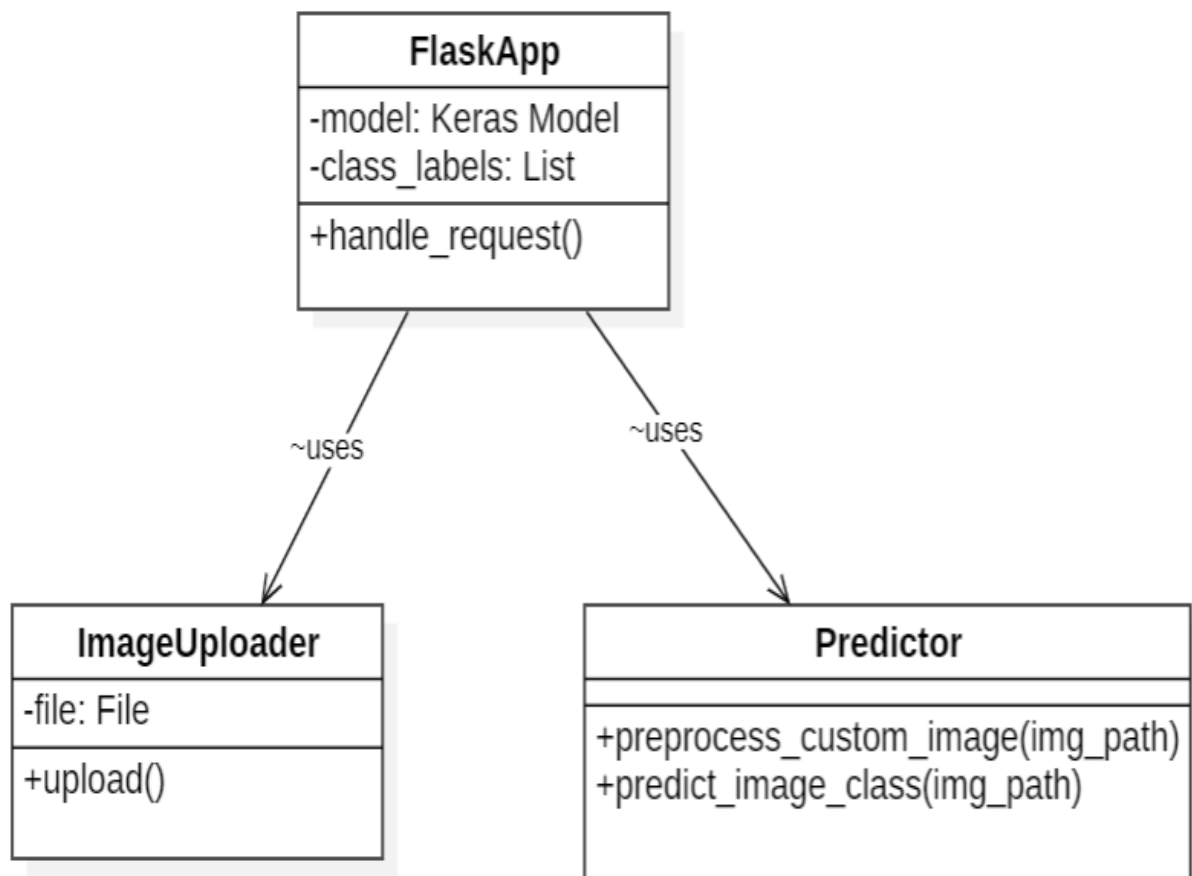 FlaskApp
-model: Keras Model
-class_labels: List
+handle_request()
~uses
~uses
ImageUploader
-file: File
+upload()
Predictor
+preprocess_custom_image(img_path)
+predict_image_class(img_path)